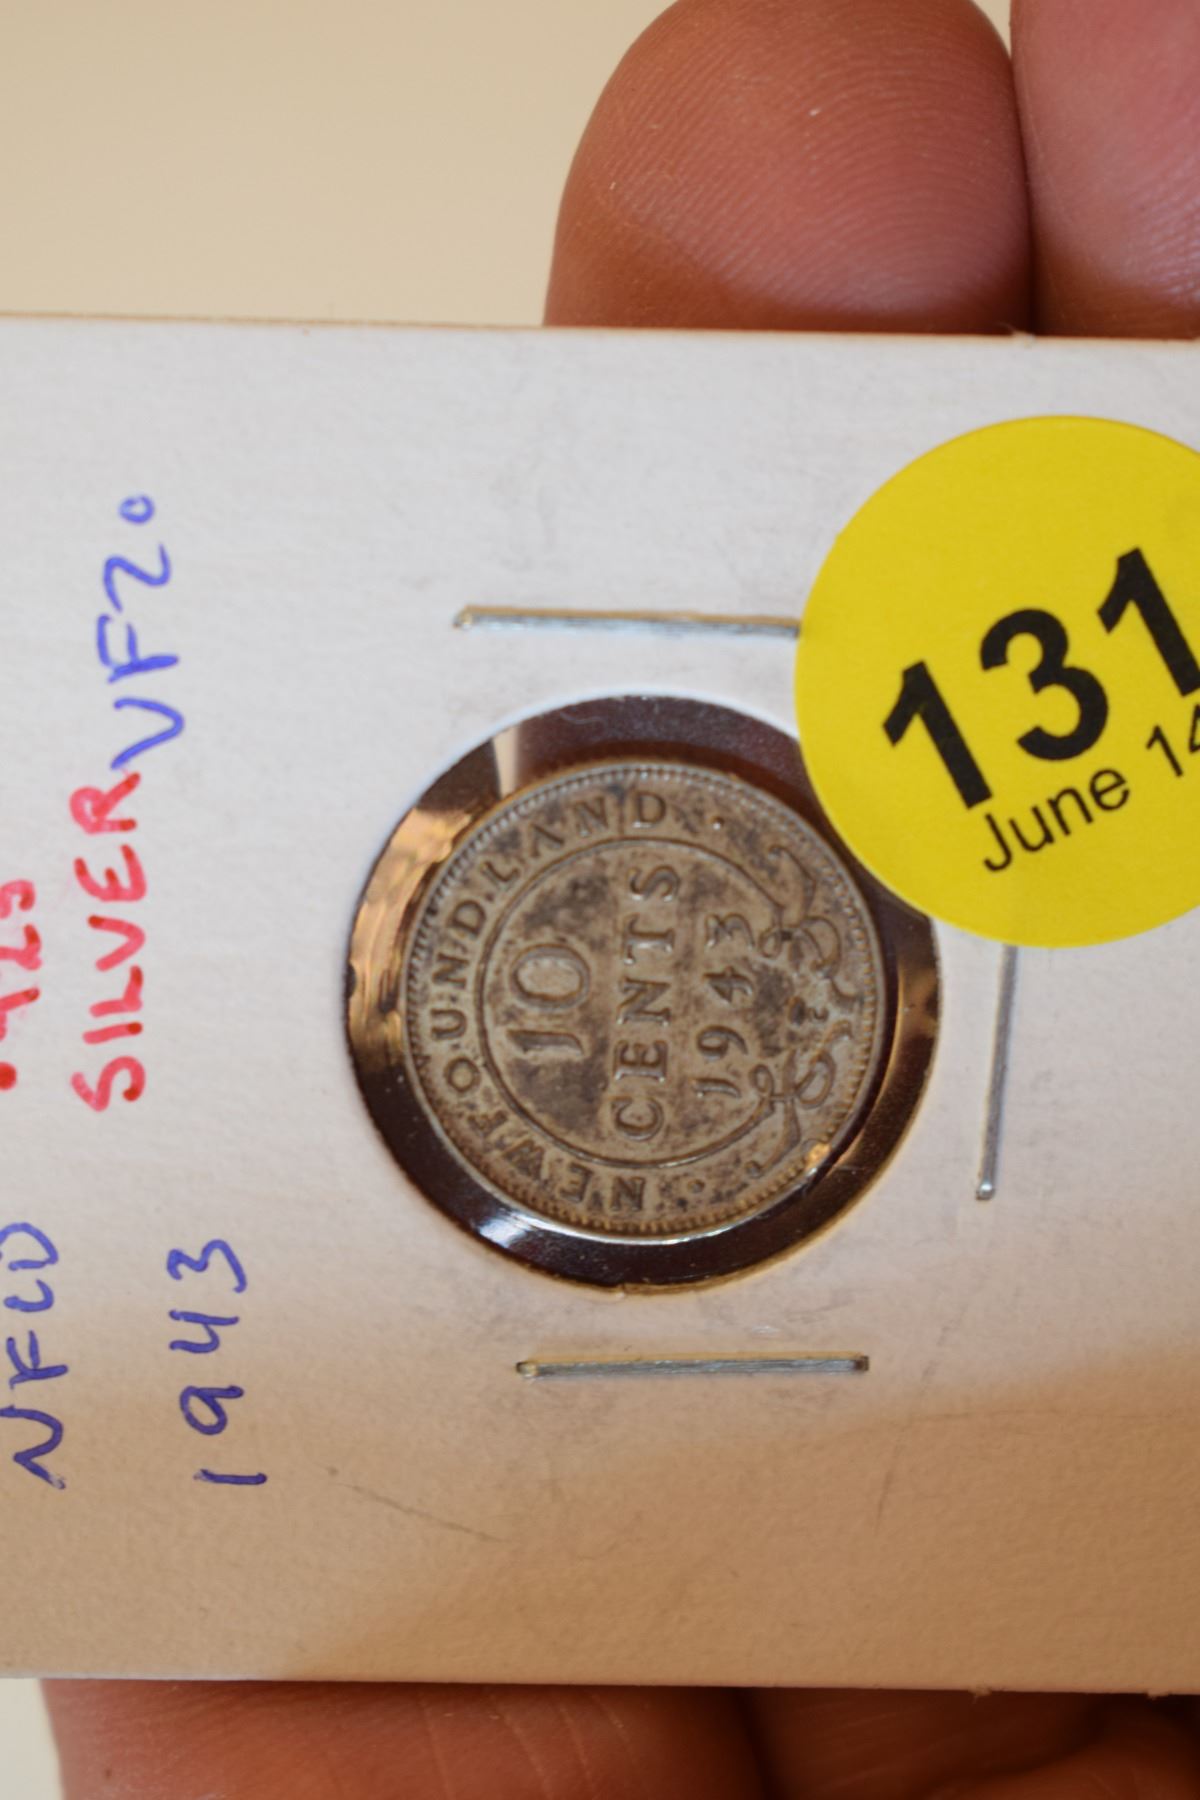 NFLD .925
1943 SILVER VF20
NEWFOUNDLAND
10
CENTS
1943
131
June 14